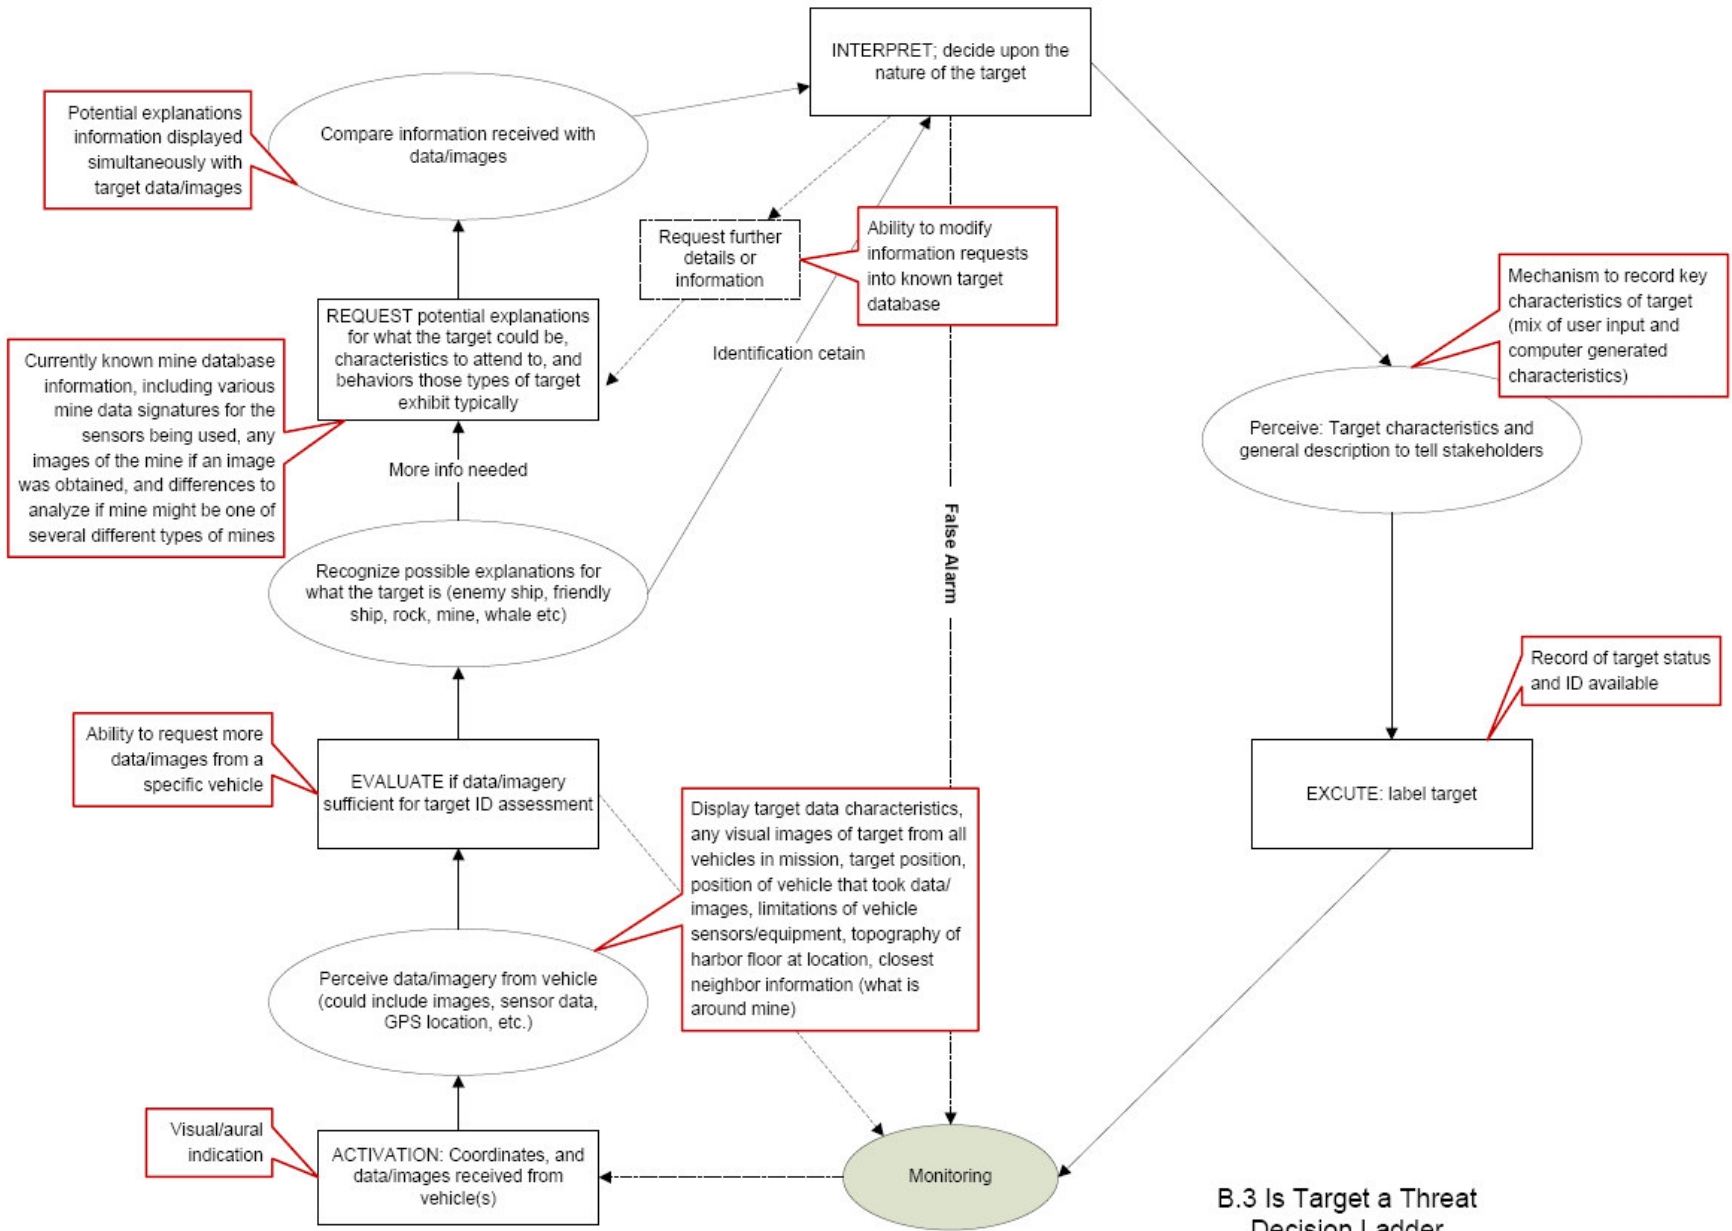 INTERPRET; decide upon the
nature of the target
Potential explanations
information displayed
simultaneously with
target data/images
Compare information received with
data/images
Request further
details or
information
Ability to modify
information requests
into known target
database
Mechanism to record key
characteristics of target
(mix of user input and
computer generated
characteristics)
REQUEST potential explanations
for what the target could be,
characteristics to attend to, and
behaviors those types of target
exhibit typically
Identification cetain
Currently known mine database
information, including various
mine data signatures for the
sensors being used, any
images of the mine if an image
was obtained, and differences to
analyze if mine might be one of
several different types of mines
More info needed
Perceive: Target characteristics and
general description to tell stakeholders
False Alarm
Recognize possible explanations for
what the target is (enemy ship, friendly
ship, rock, mine, whale etc)
Record of target status
and ID available
Ability to request more
data/images from a
specific vehicle
EVALUATE if data/imagery
sufficient for target ID assessment
EXCUTE: label target
Display target data characteristics,
any visual images of target from all
vehicles in mission, target position,
position of vehicle that took data/
images, limitations of vehicle
sensors/equipment, topography of
harbor floor at location, closest
neighbor information (what is
around mine)
Perceive data/imagery from vehicle
(could include images, sensor data,
GPS location, etc.)
Visual/aural
indication
ACTIVATION: Coordinates, and
data/images received from
vehicle(s)
Monitoring
B.3 Is Target a Threat
Decision Ladder